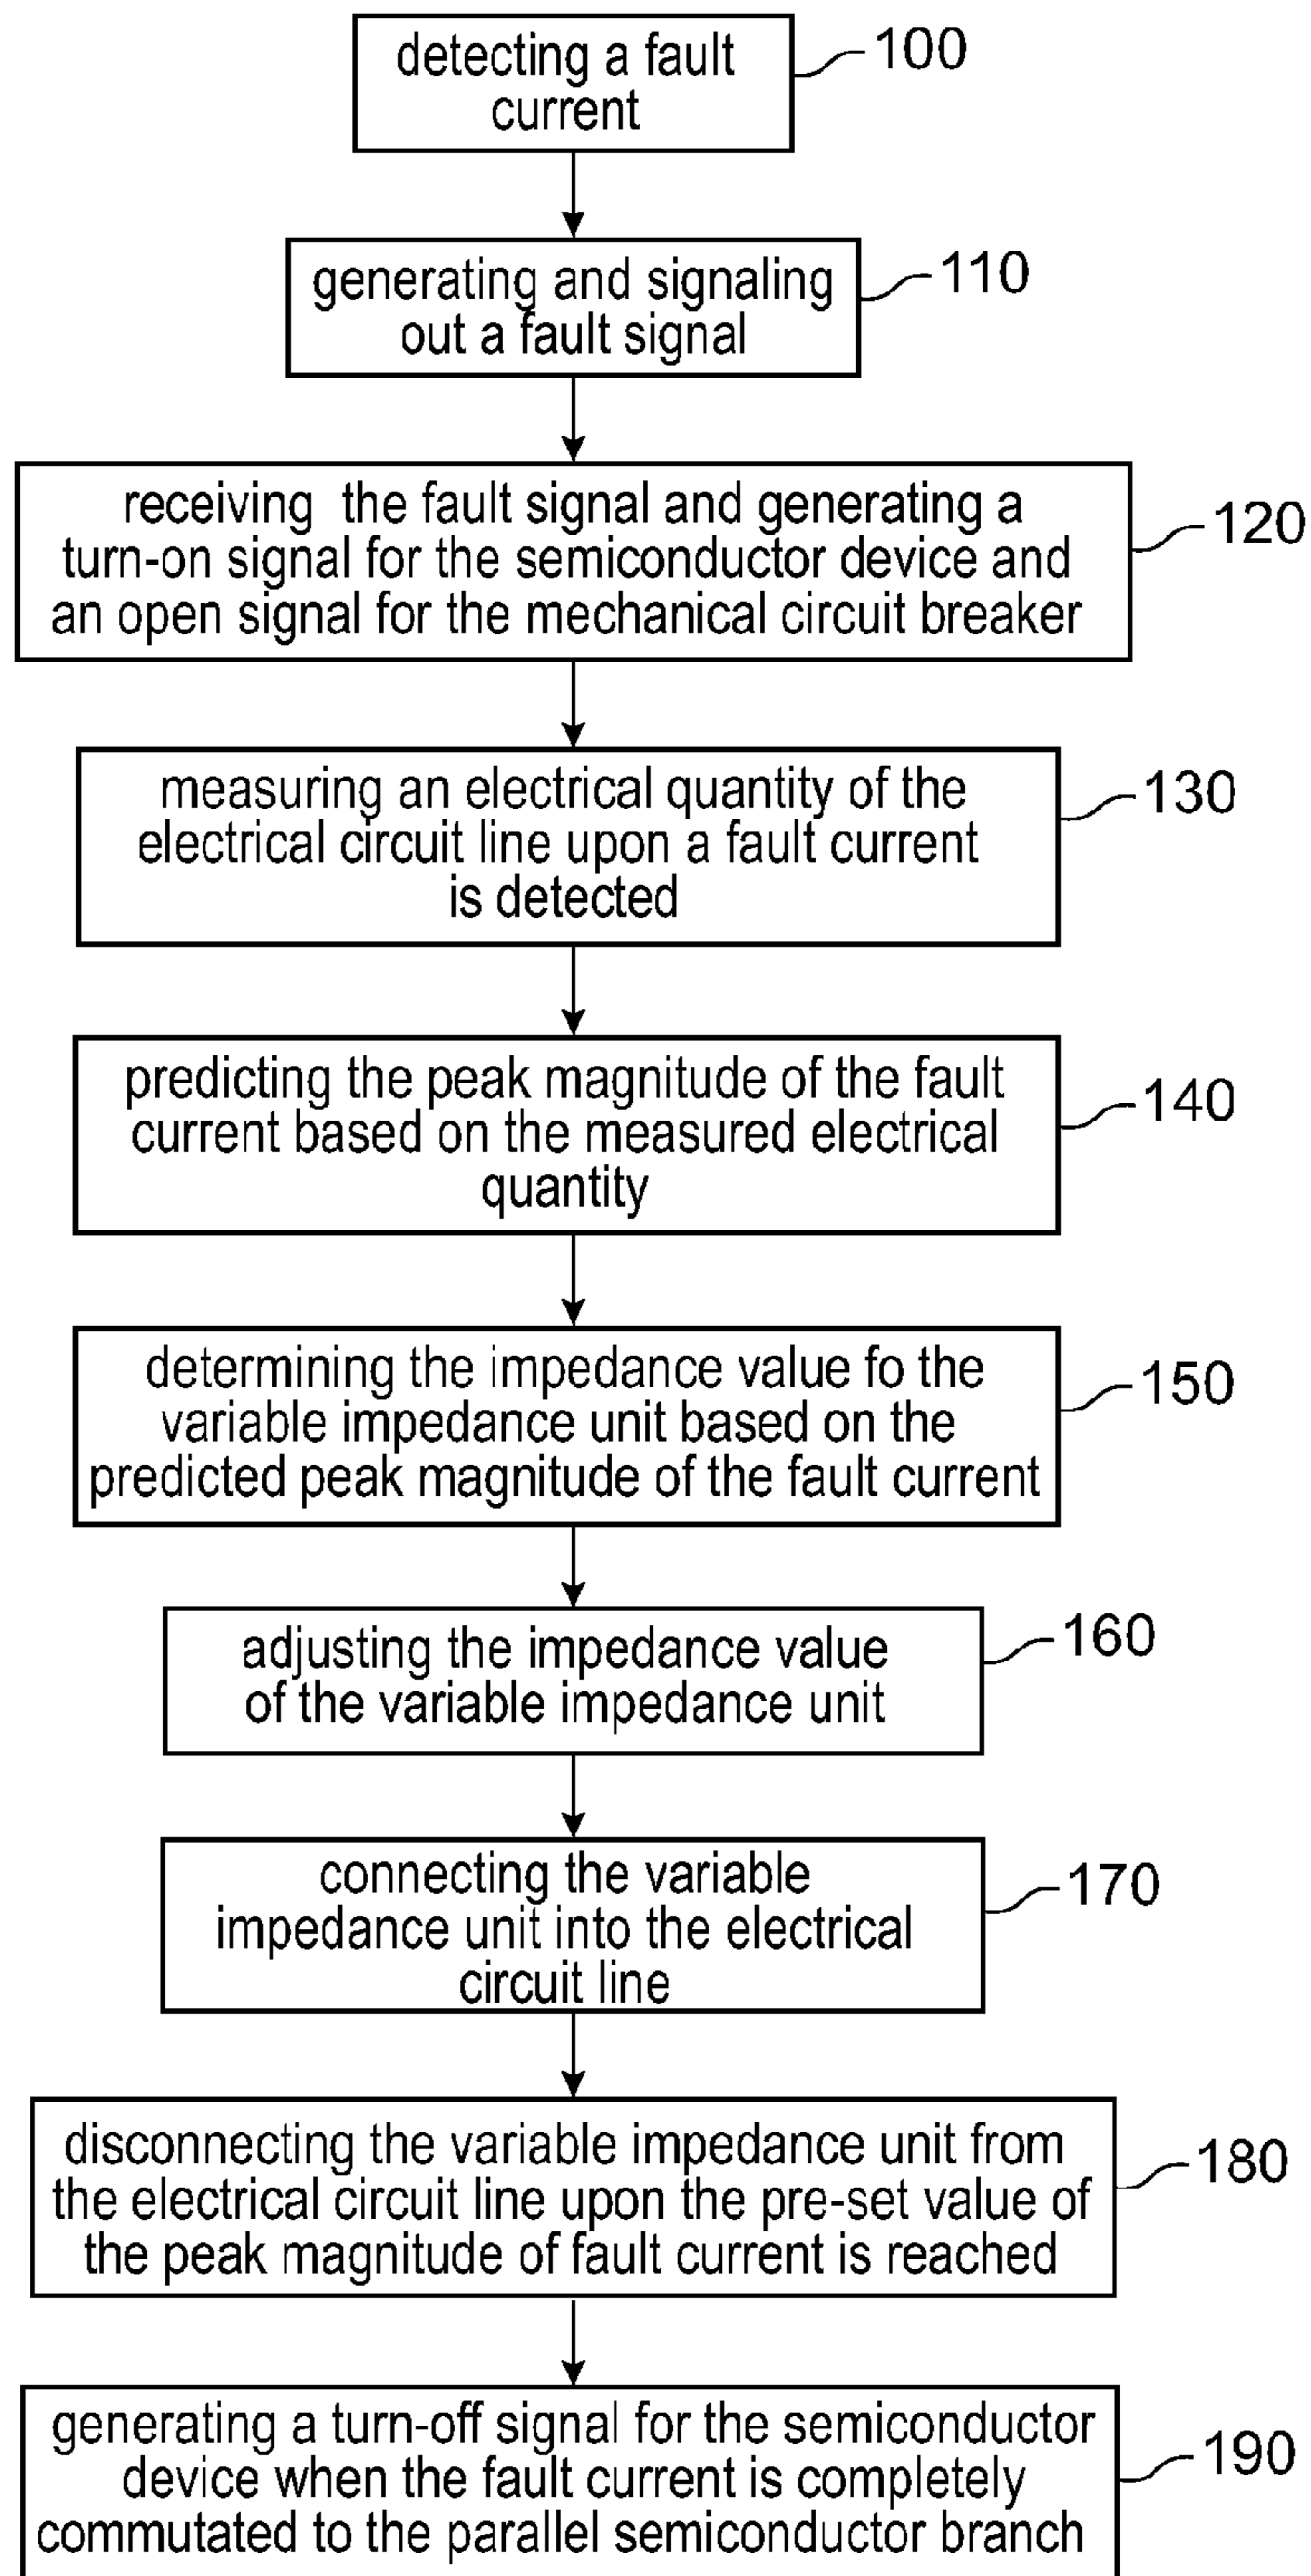 detecting a fault
current
100
generating and signaling
out a fault signal
110
receiving the fault signal and generating a
turn-on signal for the semiconductor device and
an open signal for the mechanical circuit breaker
120
measuring an electrical quantity of the
electrical circuit line upon a fault current
is detected
130
predicting the peak magnitude of the fault
current based on the measured electrical
quantity
140
determining the impedance value fo the
variable impedance unit based on the
predicted peak magnitude of the fault current
150
adjusting the impedance value
of the variable impedance unit
160
connecting the variable
impedance unit into the electrical
circuit line
170
disconnecting the variable impedance unit from
the electrical circuit line upon the pre-set value of
the peak magnitude of fault current is reached
180
generating a turn-off signal for the semiconductor
device when the fault current is completely
commutated to the parallel semiconductor branch
190